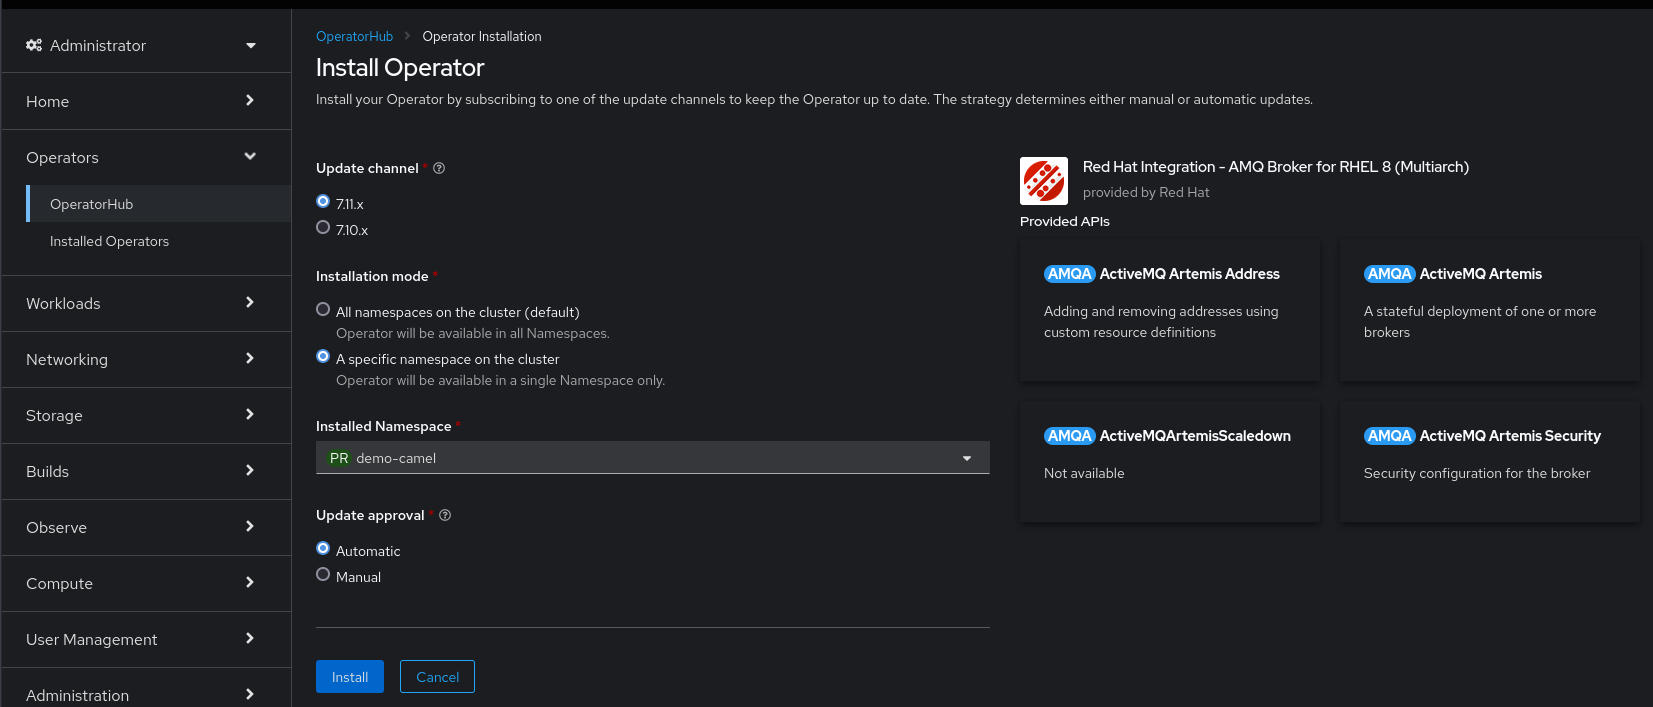 Administrator
Home
Operators
OperatorHub
Installed Operators
Workloads
Networking
Storage
Builds
Observe
Compute
User Management
Administration
OperatorHub > Operator Installation
Install Operator
Install your Operator by subscribing to one of the update channels to keep the Operator up to date. The strategy determines either manual or automatic updates.
Update channel *
7.11.x
7.10.x
Installation mode *
All namespaces on the cluster (default)
Operator will be available in all Namespaces.
A specific namespace on the cluster
Operator will be available in a single Namespace only.
Installed Namespace *
PR demo-camel
Update approval *
Automatic
Manual
Install Cancel
Red Hat Integration - AMQ Broker for RHEL 8 (Multiarch)
provided by Red Hat
Provided APIs
AMQA ActiveMQ Artemis Address
Adding and removing addresses using
custom resource definitions
AMQA ActiveMQ Artemis
A stateful deployment of one or more
brokers
AMQA ActiveMQArtemisScaledown
Not available
AMQA ActiveMQ Artemis Security
Security configuration for the broker